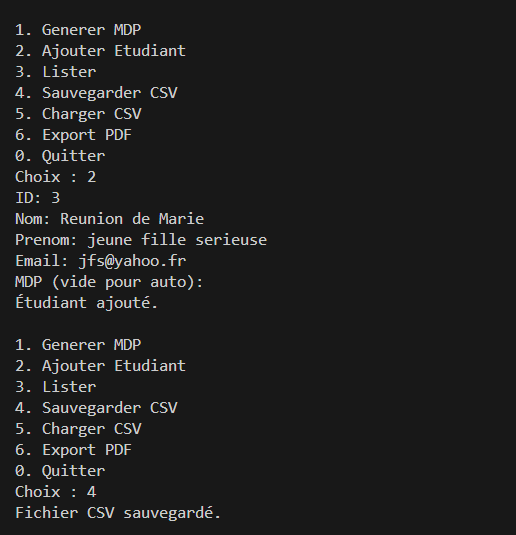 1. Generer MDP
2. Ajouter Etudiant
3. Lister
4. Sauvegarder CSV
5. Charger CSV
6. Export PDF
0. Quitter
Choix : 2
ID: 3
Nom: Reunion de Marie
Prenom: jeune fille serieuse
Email: jfs@yahoo.fr
MDP (vide pour auto):
Étudiant ajouté.

1. Generer MDP
2. Ajouter Etudiant
3. Lister
4. Sauvegarder CSV
5. Charger CSV
6. Export PDF
0. Quitter
Choix : 4
Fichier CSV sauvegardé.